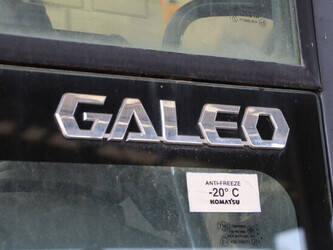 GALEO
ANTI-FREEZE
-20° C
KOMATSU